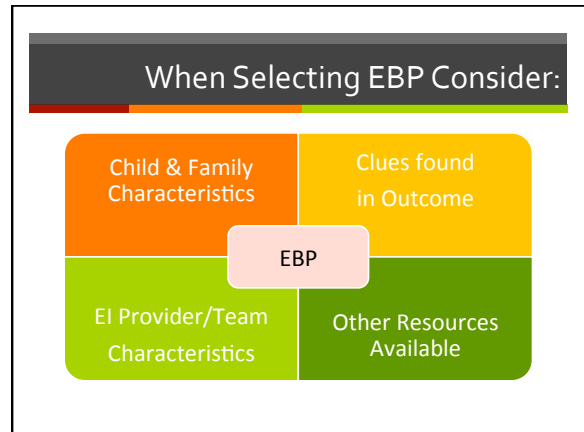 When Selecting EBP Consider:
Child & Family
Characteristics
Clues found
in Outcome
EBP
EI Provider/Team
Characteristics
Other Resources
Available